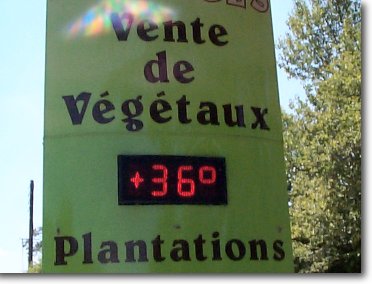 Vente
de
Végétaux
+36°
Plantations